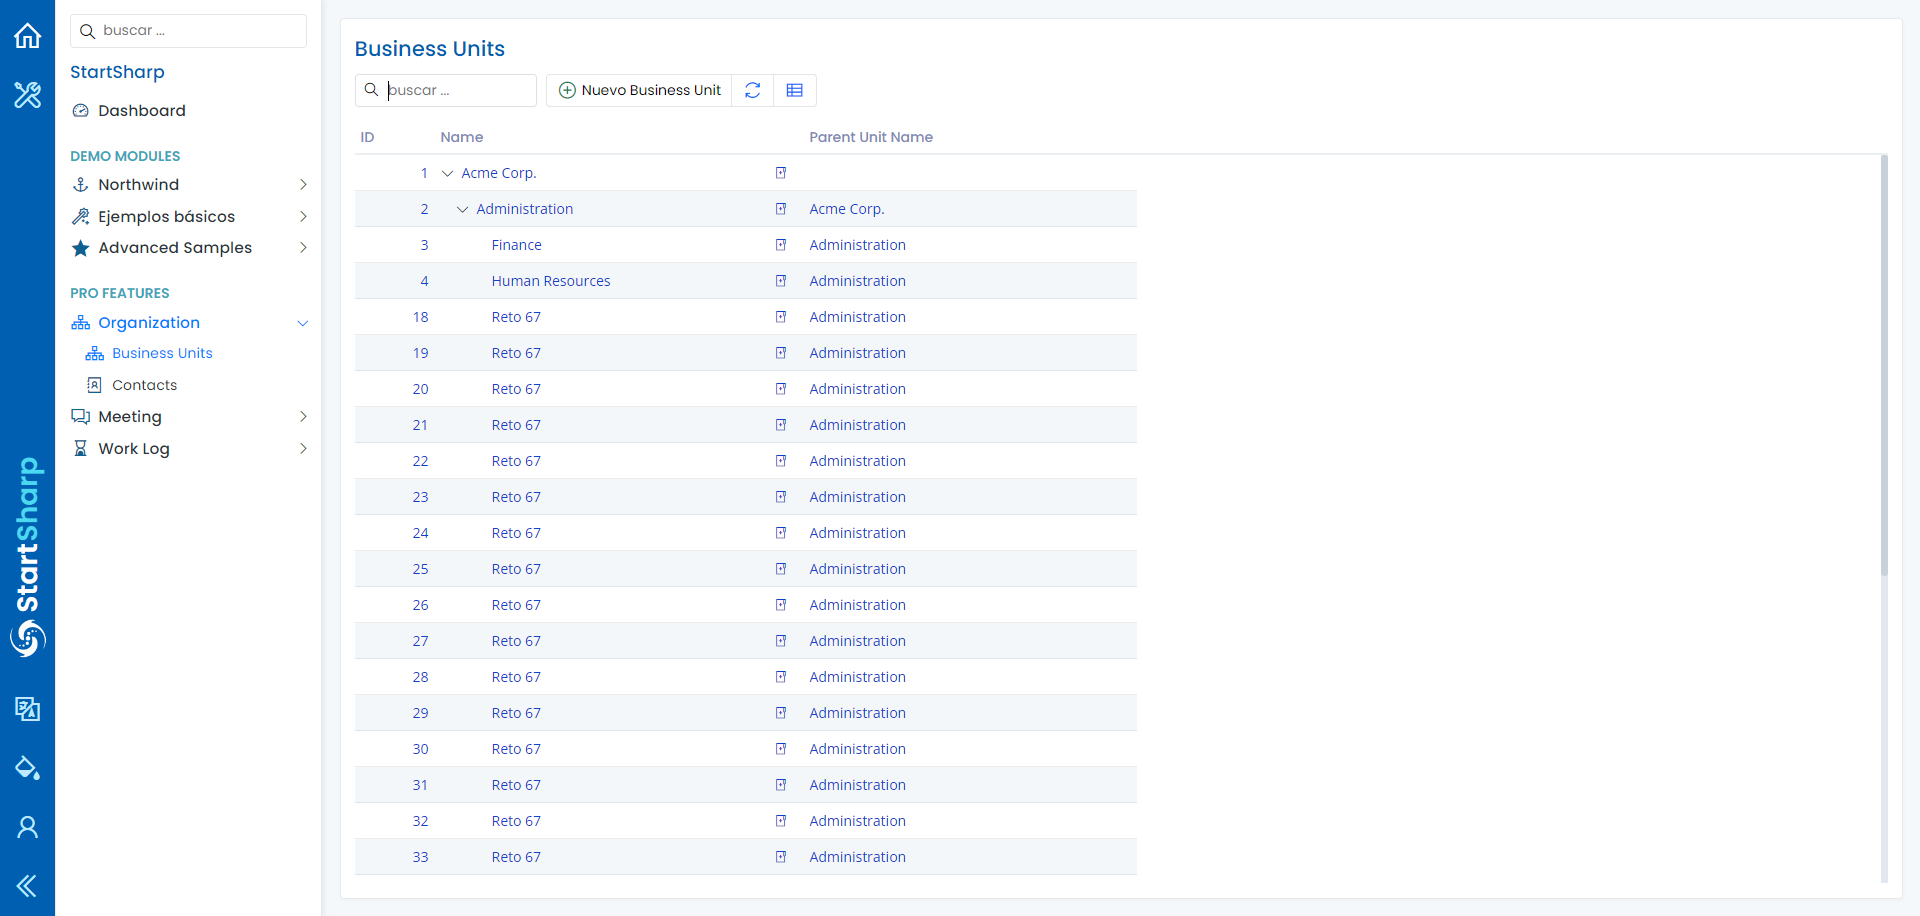 buscar ...
StartSharp
Dashboard
DEMO MODULES
Northwind
Ejemplos básicos
Advanced Samples
PRO FEATURES
Organization
Business Units
Contacts
Meeting
Work Log
StartSharp
Business Units
buscar ...
Nuevo Business Unit
ID Name Parent Unit Name
1 Acme Corp.
2 Administration Acme Corp.
3 Finance Administration
4 Human Resources Administration
18 Reto 67 Administration
19 Reto 67 Administration
20 Reto 67 Administration
21 Reto 67 Administration
22 Reto 67 Administration
23 Reto 67 Administration
24 Reto 67 Administration
25 Reto 67 Administration
26 Reto 67 Administration
27 Reto 67 Administration
28 Reto 67 Administration
29 Reto 67 Administration
30 Reto 67 Administration
31 Reto 67 Administration
32 Reto 67 Administration
33 Reto 67 Administration